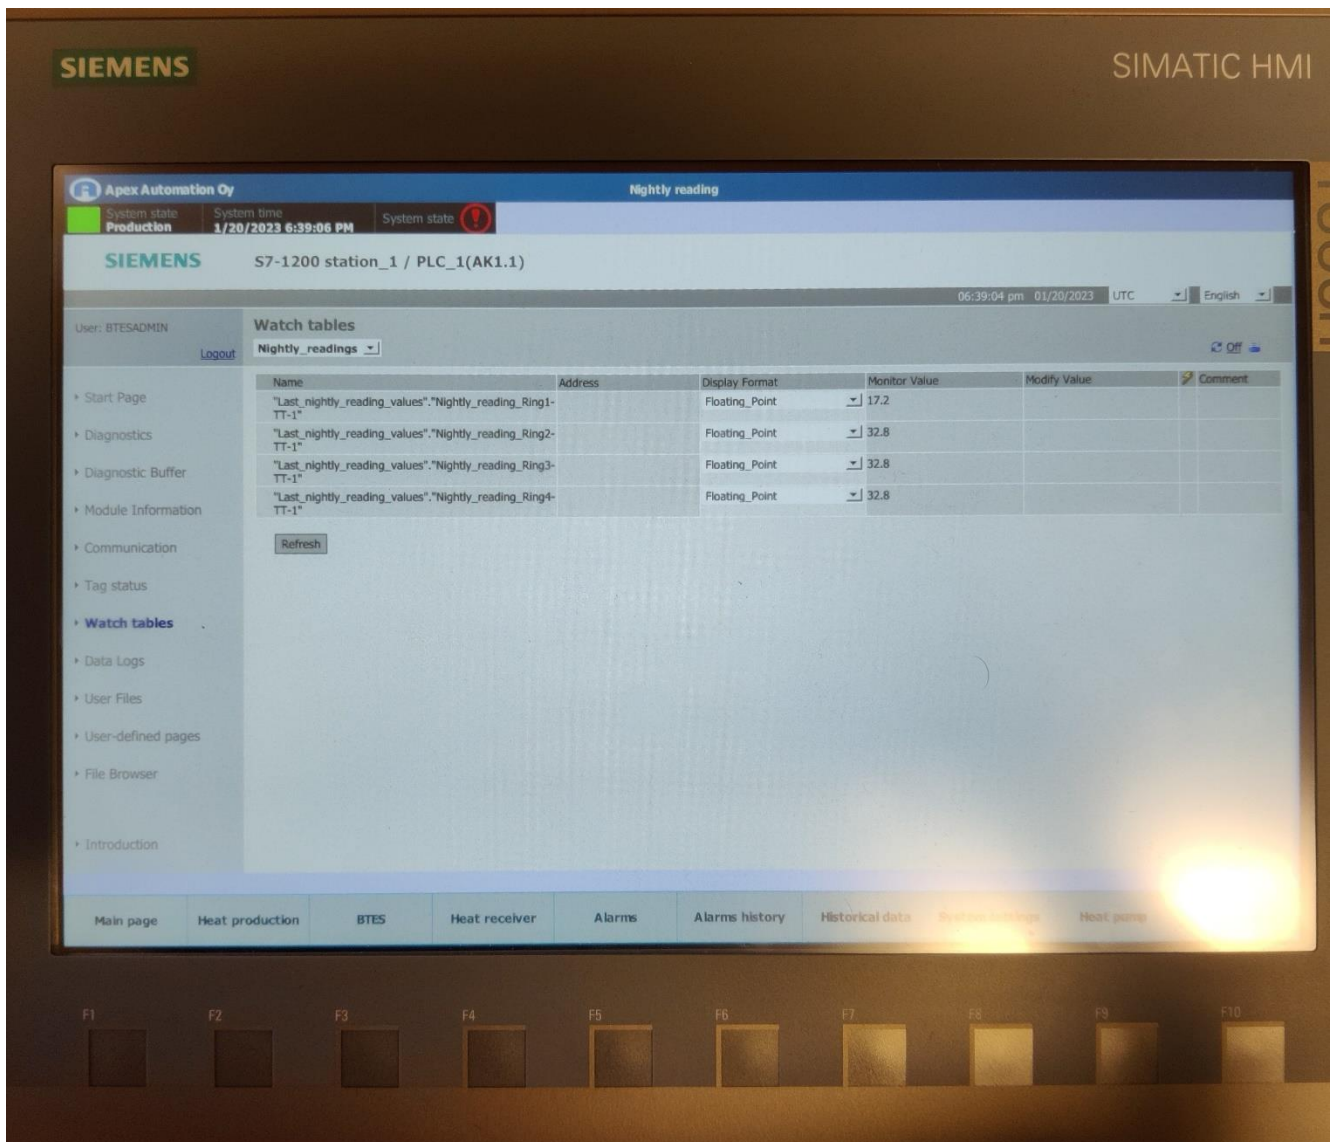 SIEMENS
SIMATIC HMI
TOUCH
Apex Automation Oy
Nightly reading
System state
Production
System time
1/20/2023 6:39:06 PM
System state
SIEMENS
S7-1200 station_1 / PLC_1(AK1.1)
06:39:04 pm 01/20/2023 UTC English
User: BTESADMIN
Logout
Watch tables
Nightly_readings
Off
Start Page
Diagnostics
Diagnostic Buffer
Module Information
Communication
Tag status
Watch tables
Data Logs
User Files
User-defined pages
File Browser
Introduction
Name Address Display Format Monitor Value Modify Value Comment
"Last_nightly_reading_values"."Nightly_reading_Ring1- Floating_Point 17.2
TT-1"
"Last_nightly_reading_values"."Nightly_reading_Ring2- Floating_Point 32.8
TT-1"
"Last_nightly_reading_values"."Nightly_reading_Ring3- Floating_Point 32.8
TT-1"
"Last_nightly_reading_values"."Nightly_reading_Ring4- Floating_Point 32.8
TT-1"
Refresh
Main page Heat production BTES Heat receiver Alarms Alarms history Historical data System settings Heat pump
F1 F2 F3 F4 F5 F6 F7 F8 F9 F10